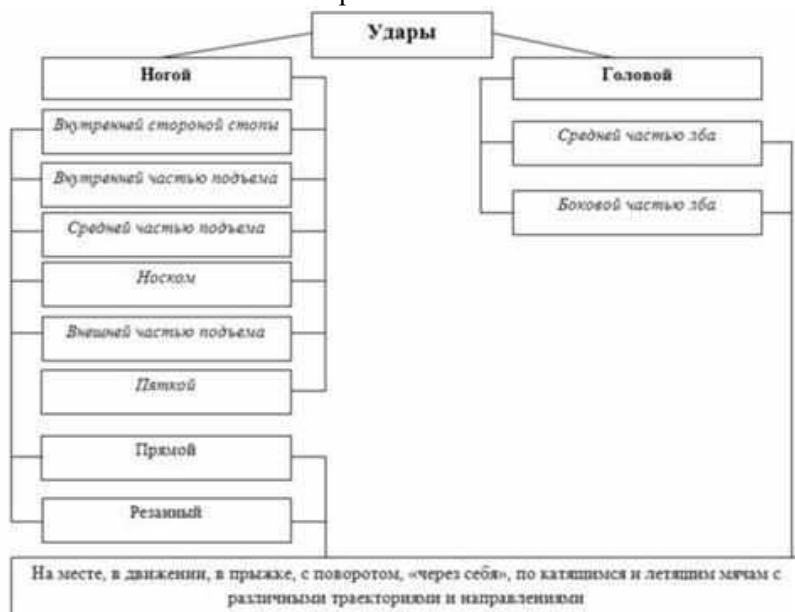 Удары
Ногой
Головой
Внутренней стороной стопы
Средней частью лба
Внутренней частью подъема
Боковой частью лба
Средней частью подъема
Носком
Внешней частью подъема
Пяткой
Прямой
Резанный
На месте, в движении, в прыжке, с поворотом, «через себя», по катящимся и летящим мячам с
различными траекториями и направлениями